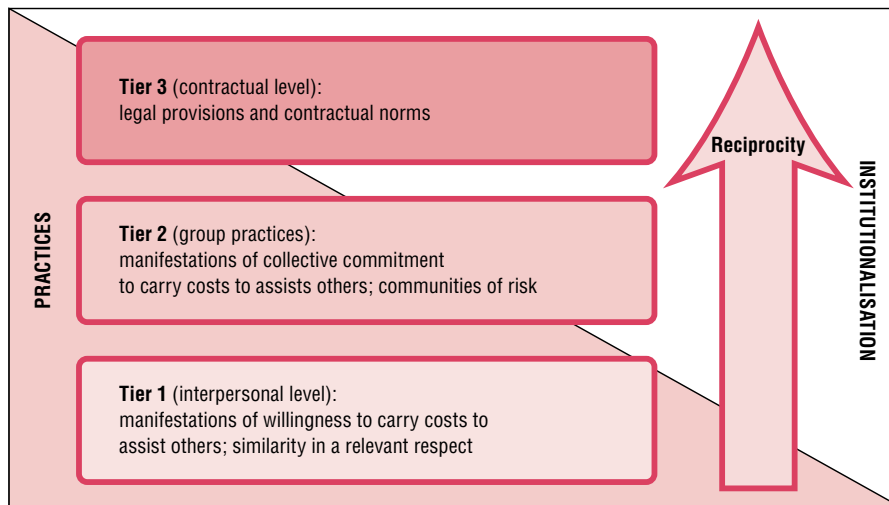 Tier 3 (contractual level):
legal provisions and contractual norms
Reciprocity
Tier 2 (group practices):
manifestations of collective commitment
to carry costs to assists others; communities of risk
Tier 1 (interpersonal level):
manifestations of willingness to carry costs to
assist others; similarity in a relevant respect
PRACTICES
INSTITUTIONALISATION